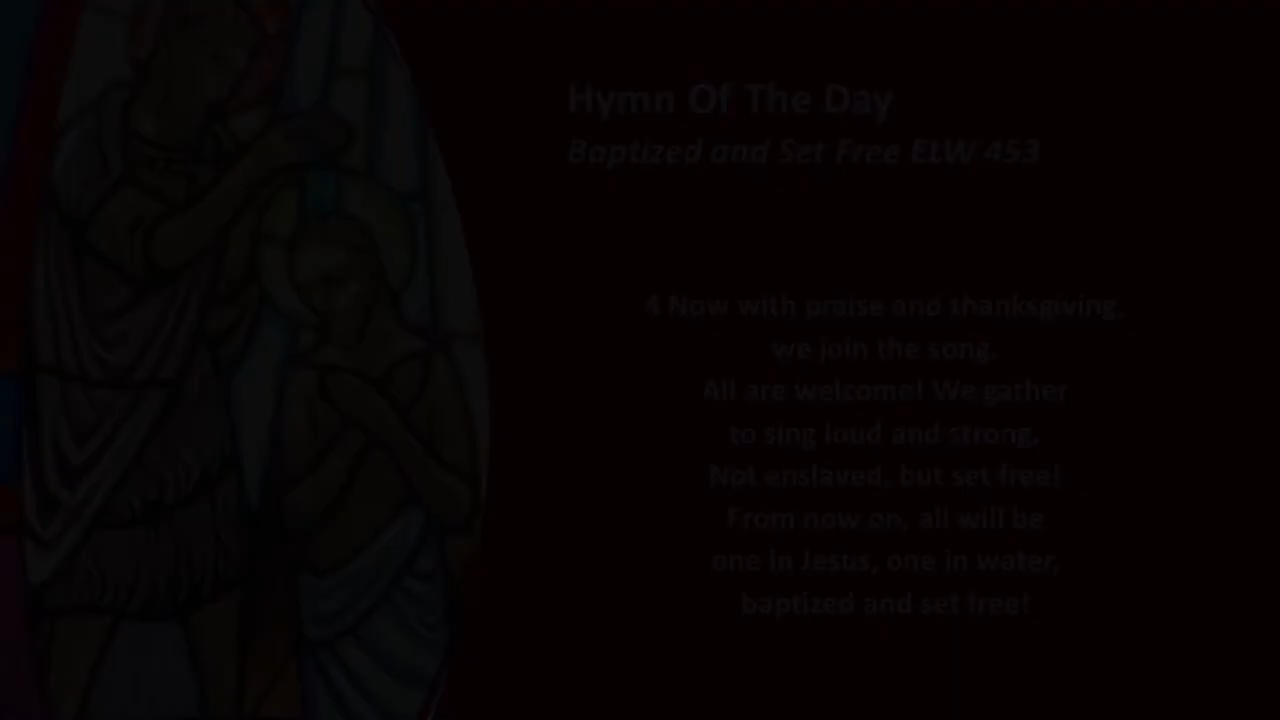 Hymn Of The Day
Baptized and Set Free ELW 453
4 Now with praise and thanksgiving,
we join the song.
All are welcome! We gather
to sing loud and strong.
Not enslaved, but set free!
From now on, all will be
one in Jesus, one in water,
baptized and set free!